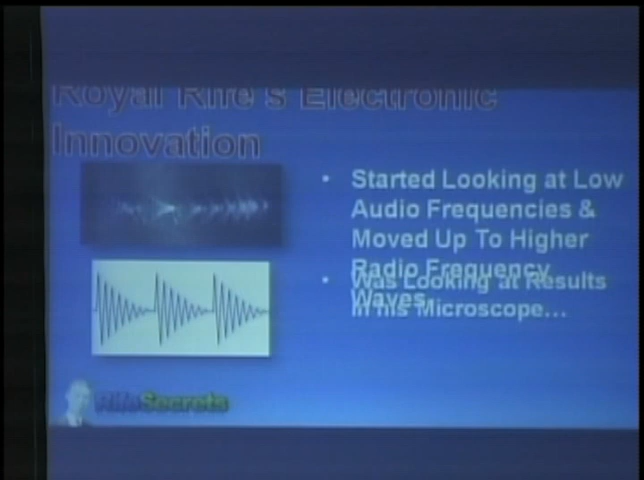 Royal Rife's Electronic
Innovation
• Started Looking at Low
Audio Frequencies &
Moved Up To Higher
Radio Frequency
Waves.
• Was Looking at Results
in his Microscope...
RifeSecrets